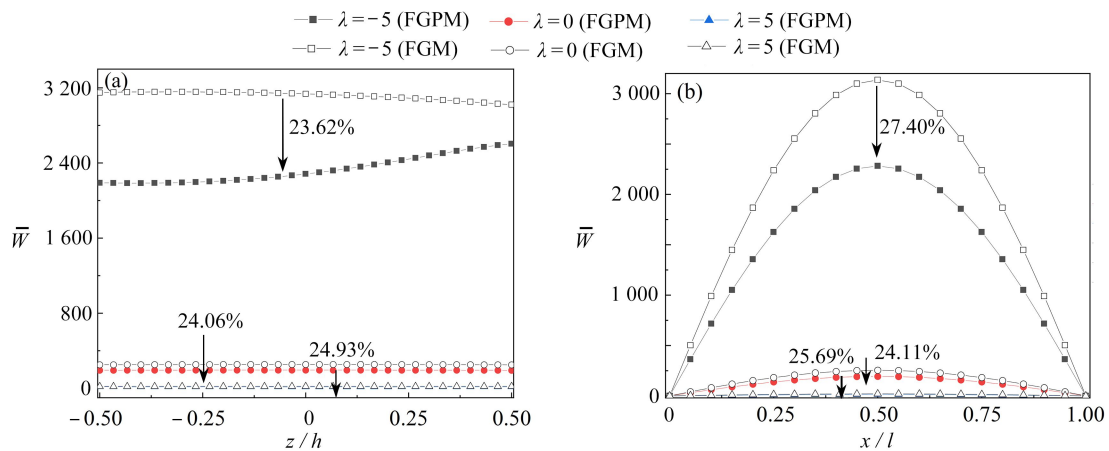 λ = −5 (FGPM) λ = 0 (FGPM) λ = 5 (FGPM)
λ = −5 (FGM) λ = 0 (FGM) λ = 5 (FGM)
(a)
3 200
2 400
1 600
800
0
W̅
23.62%
24.06%
24.93%
−0.50 −0.25 0 0.25 0.50
z / h
(b)
3 000
2 000
1 000
0
W̅
27.40%
25.69% 24.11%
0 0.25 0.50 0.75 1.00
x / l